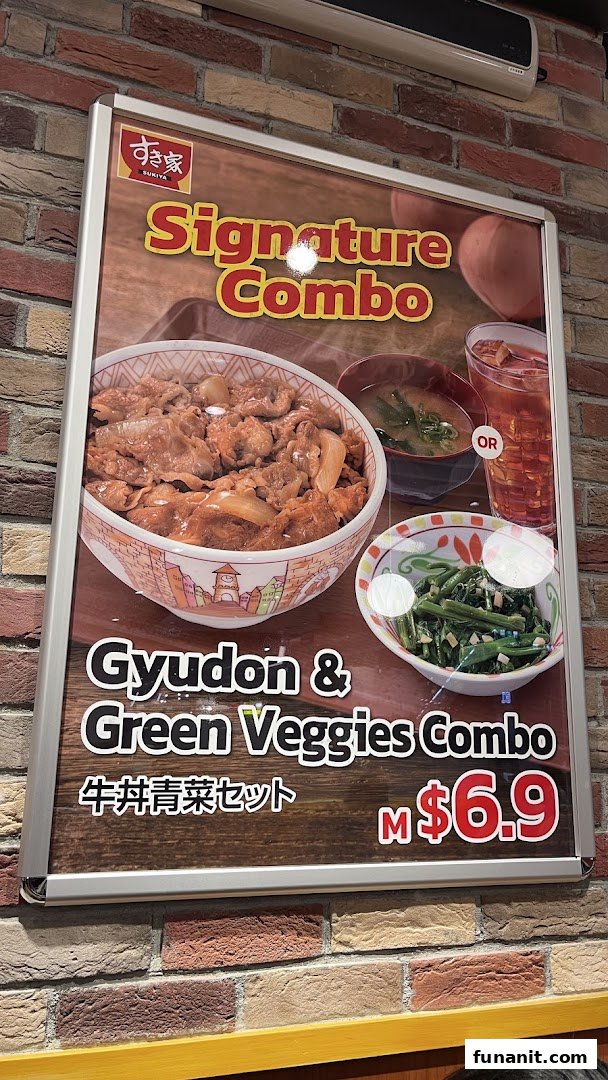 すき家
SUKIYA
Signature
Combo
OR
Gyudon &
Green Veggies Combo
牛丼青菜セット
M $6.9
funanit.com